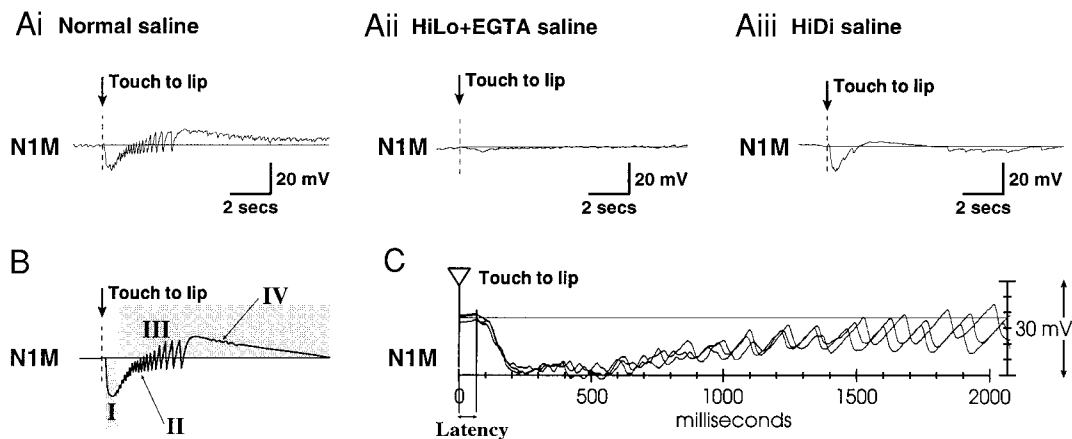 Ai Normal saline
Touch to lip
N1M
20 mV
2 secs
Aii HiLo+EGTA saline
Touch to lip
N1M
20 mV
2 secs
Aiii HiDi saline
Touch to lip
N1M
20 mV
2 secs
B
Touch to lip
IV
III
N1M
I
II
C
Touch to lip
30 mV
N1M
0 500 1000 1500 2000
milliseconds
Latency